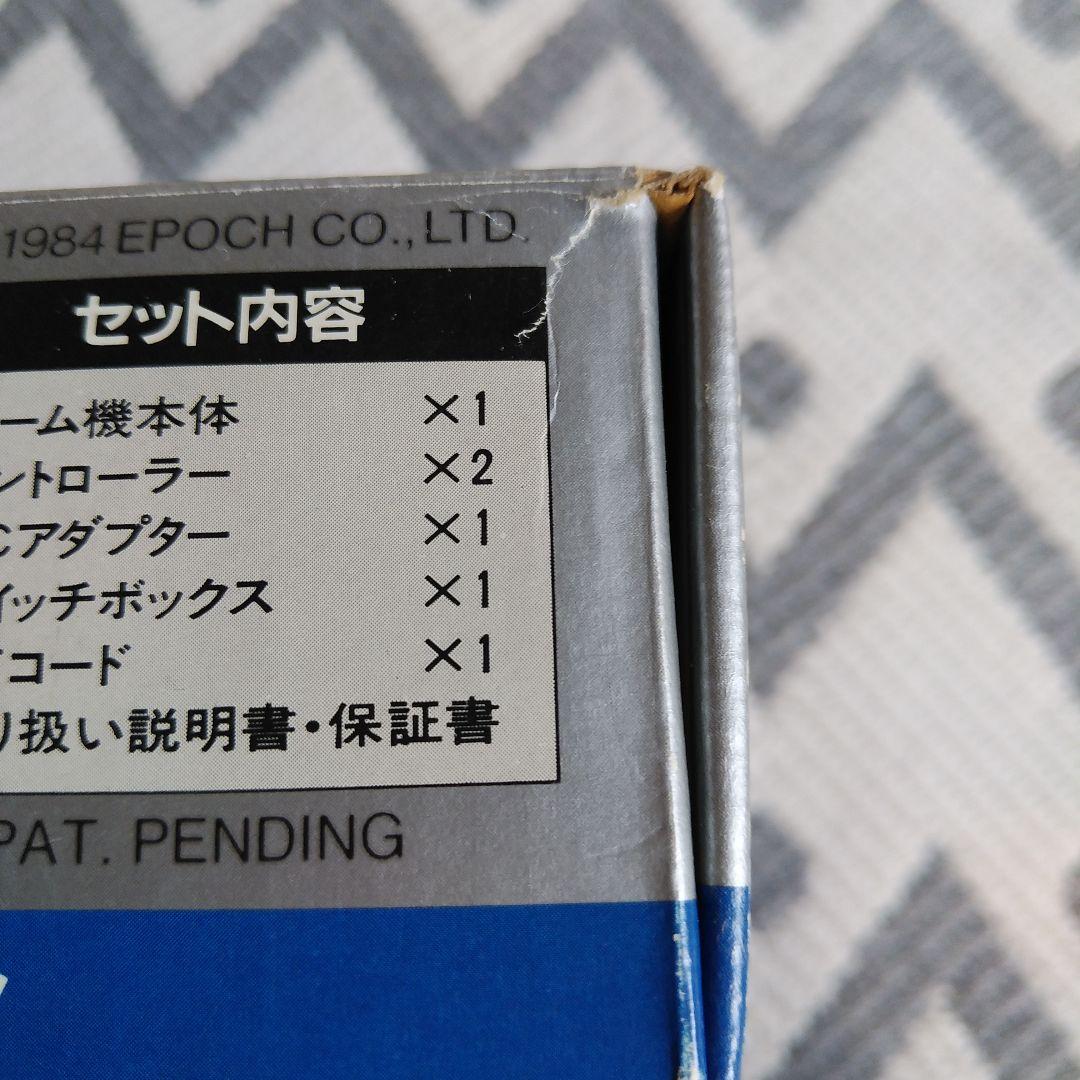 1984 EPOCH CO., LTD.
セット内容
ーム機本体 ×1
ントローラー ×2
Cアダプター ×1
イッチボックス ×1
コード ×1
り扱い説明書・保証書
PAT. PENDING